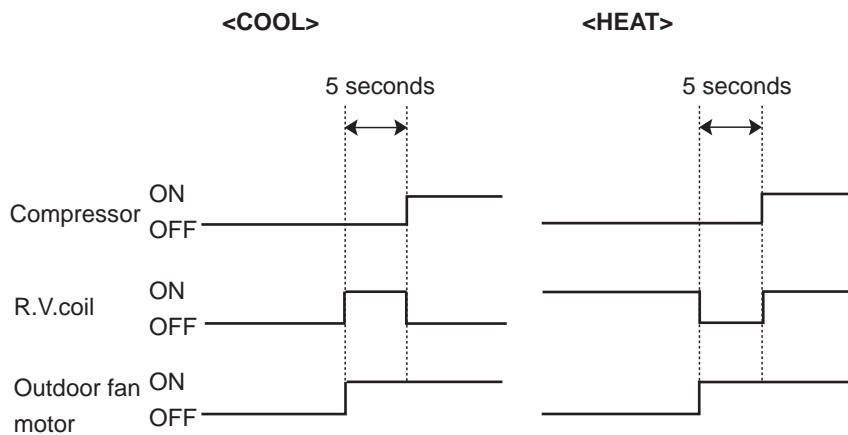 <COOL>
<HEAT>
5 seconds
5 seconds
Compressor
ON
OFF
R.V.coil
ON
OFF
Outdoor fan
motor
ON
OFF